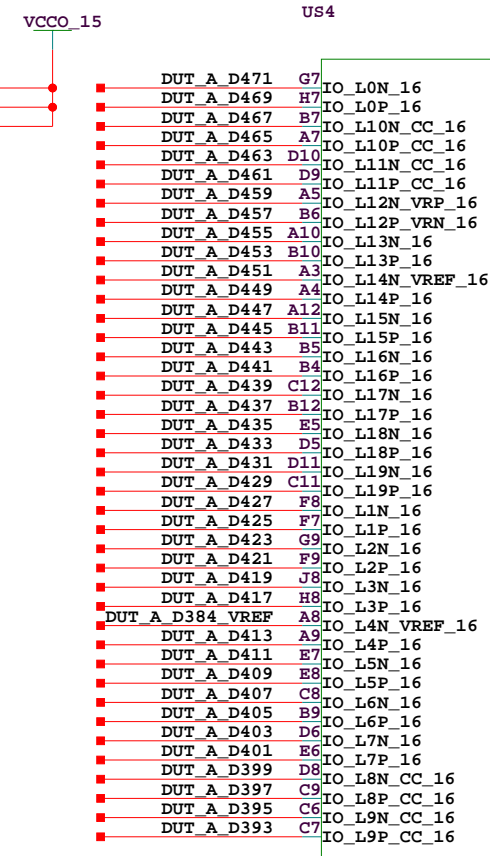 US4
VCCO_15
DUT_A_D471 G7 IO_L0N_16
DUT_A_D469 H7 IO_L0P_16
DUT_A_D467 B7 IO_L10N_CC_16
DUT_A_D465 A7 IO_L10P_CC_16
DUT_A_D463 D10 IO_L11N_CC_16
DUT_A_D461 D9 IO_L11P_CC_16
DUT_A_D459 A5 IO_L12N_VRP_16
DUT_A_D457 B6 IO_L12P_VRN_16
DUT_A_D455 A10 IO_L13N_16
DUT_A_D453 B10 IO_L13P_16
DUT_A_D451 A3 IO_L14N_VREF_16
DUT_A_D449 A4 IO_L14P_16
DUT_A_D447 A12 IO_L15N_16
DUT_A_D445 B11 IO_L15P_16
DUT_A_D443 B5 IO_L16N_16
DUT_A_D441 B4 IO_L16P_16
DUT_A_D439 C12 IO_L17N_16
DUT_A_D437 B12 IO_L17P_16
DUT_A_D435 E5 IO_L18N_16
DUT_A_D433 D5 IO_L18P_16
DUT_A_D431 D11 IO_L19N_16
DUT_A_D429 C11 IO_L19P_16
DUT_A_D427 F8 IO_L1N_16
DUT_A_D425 F7 IO_L1P_16
DUT_A_D423 G9 IO_L2N_16
DUT_A_D421 F9 IO_L2P_16
DUT_A_D419 J8 IO_L3N_16
DUT_A_D417 H8 IO_L3P_16
DUT_A_D384_VREF A8 IO_L4N_VREF_16
DUT_A_D413 A9 IO_L4P_16
DUT_A_D411 E7 IO_L5N_16
DUT_A_D409 E8 IO_L5P_16
DUT_A_D407 C8 IO_L6N_16
DUT_A_D405 B9 IO_L6P_16
DUT_A_D403 D6 IO_L7N_16
DUT_A_D401 E6 IO_L7P_16
DUT_A_D399 D8 IO_L8N_CC_16
DUT_A_D397 C9 IO_L8P_CC_16
DUT_A_D395 C6 IO_L9N_CC_16
DUT_A_D393 C7 IO_L9P_CC_16